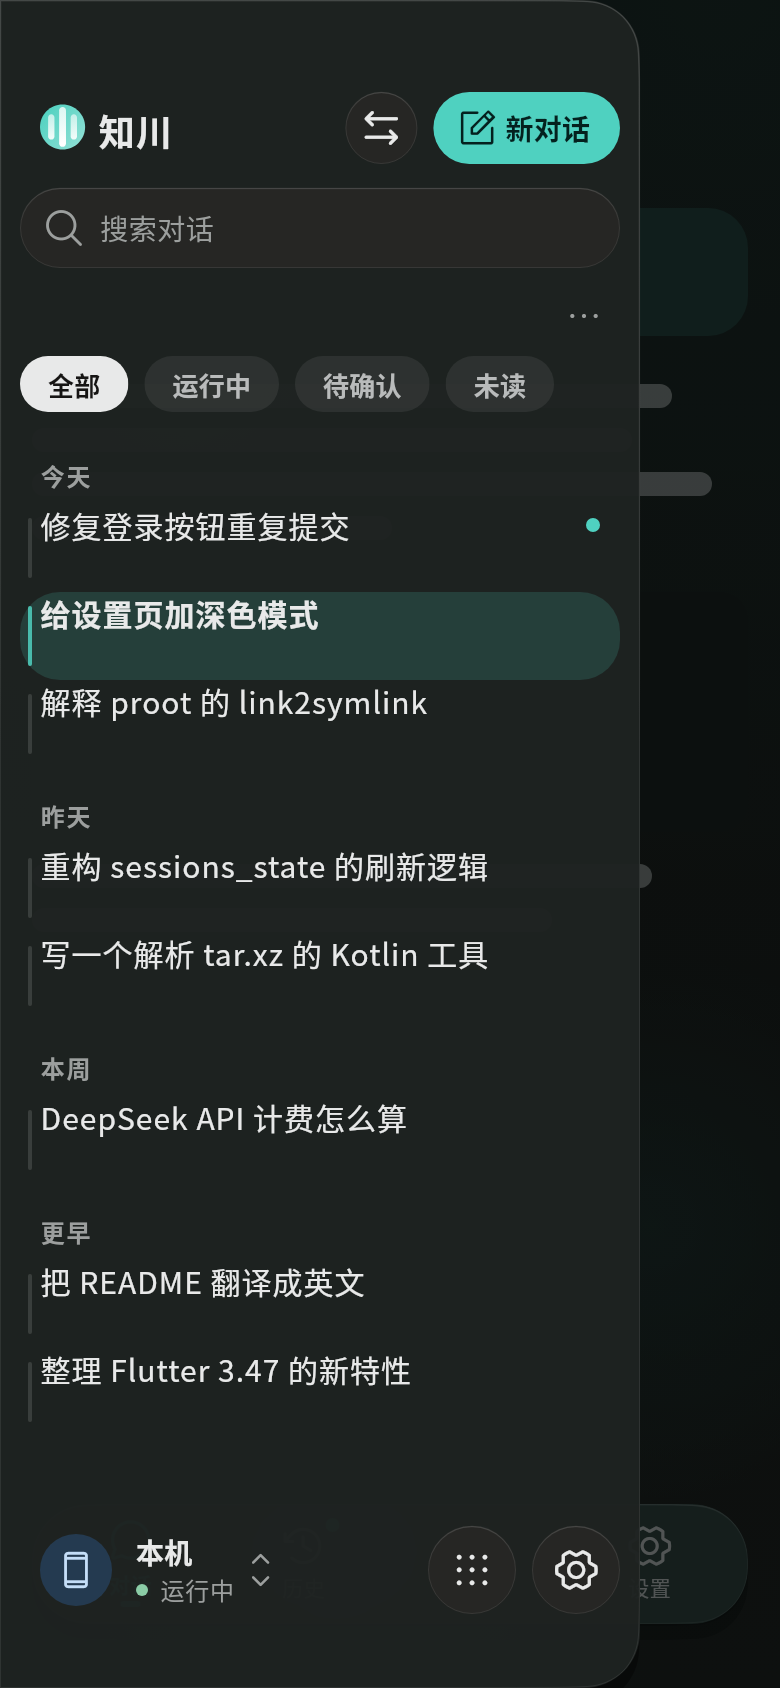 知川
新对话
搜索对话
...
全部 运行中 待确认 未读
今天
修复登录按钮重复提交
给设置页加深色模式
解释 proot 的 link2symlink
昨天
重构 sessions_state 的刷新逻辑
写一个解析 tar.xz 的 Kotlin 工具
本周
DeepSeek API 计费怎么算
更早
把 README 翻译成英文
整理 Flutter 3.47 的新特性
本机
运行中
设置